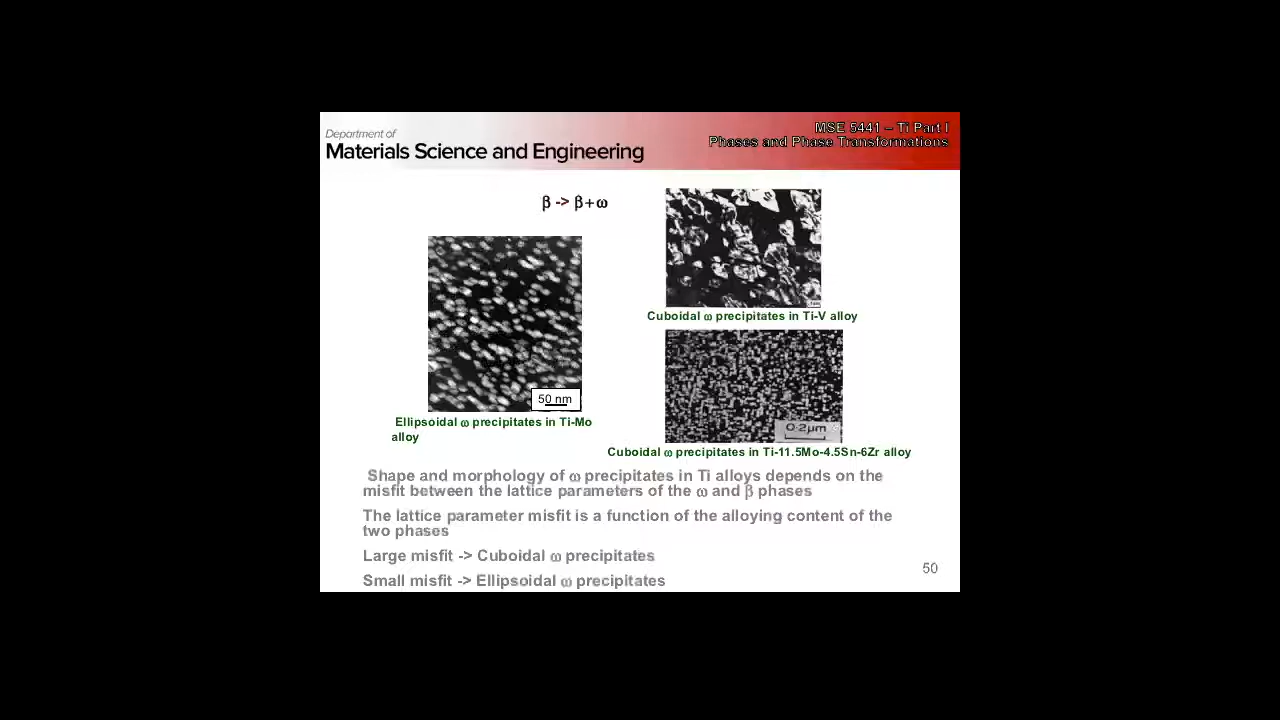 Department of
Materials Science and Engineering
MSE 5441 – Ti Part I
Phases and Phase Transformations
β -> β+ω
50 nm
Ellipsoidal ω precipitates in Ti-Mo
alloy
Cuboidal ω precipitates in Ti-V alloy
0·2μm
Cuboidal ω precipitates in Ti-11.5Mo-4.5Sn-6Zr alloy
Shape and morphology of ω precipitates in Ti alloys depends on the
misfit between the lattice parameters of the ω and β phases
The lattice parameter misfit is a function of the alloying content of the
two phases
Large misfit -> Cuboidal ω precipitates
Small misfit -> Ellipsoidal ω precipitates
50